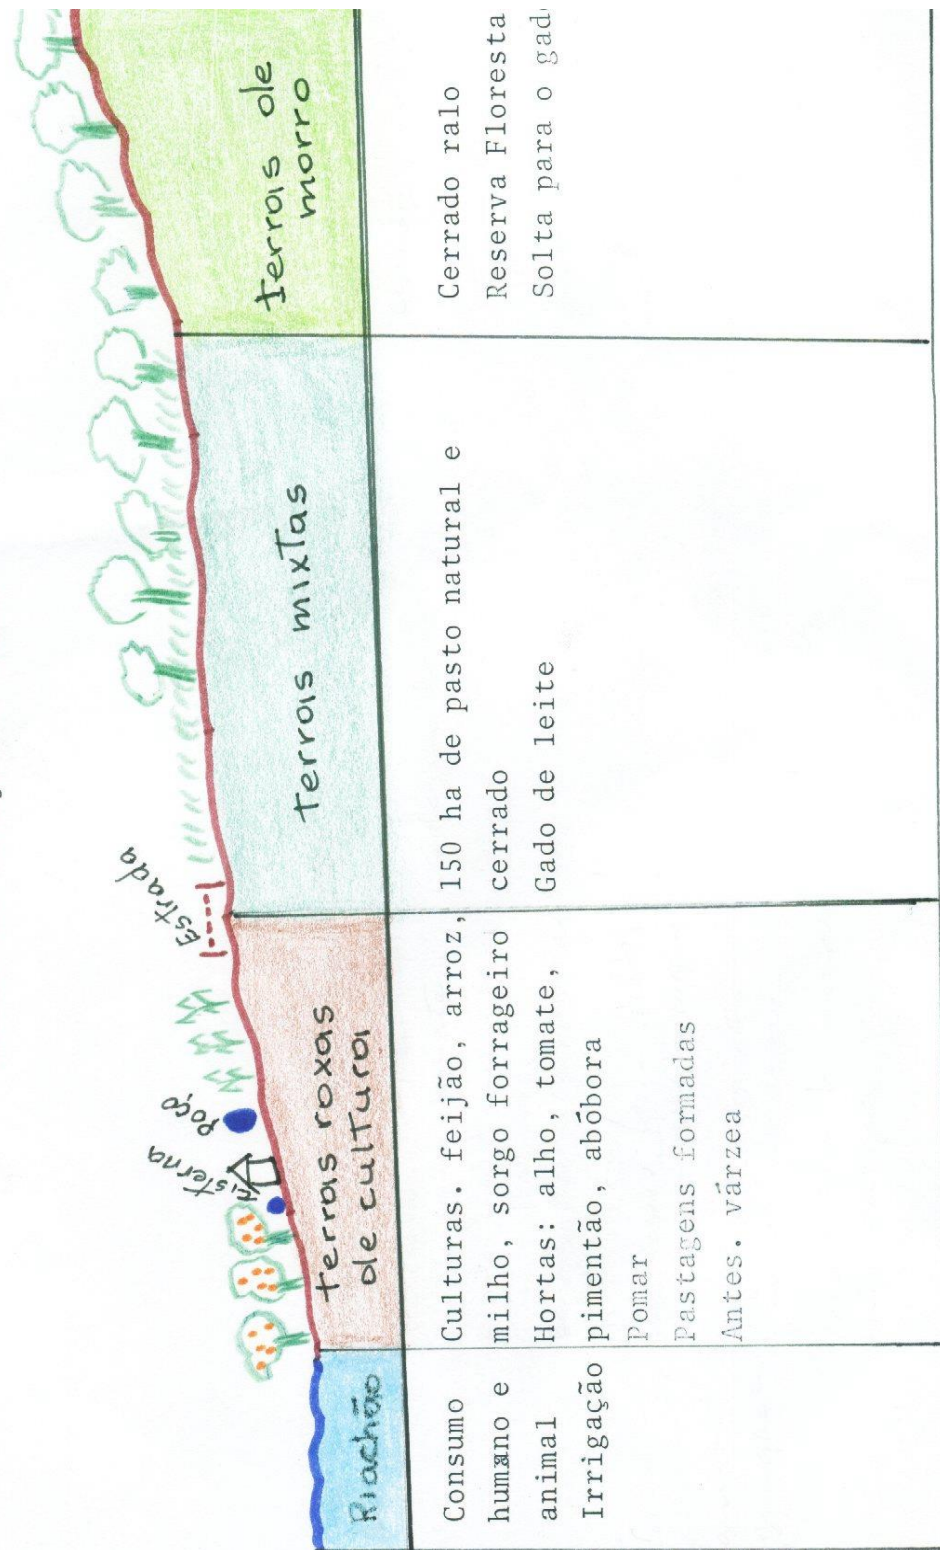 Estrada
Poço
Cisterna
Riachão
terras roxas
de cultura
terras mixtas
terras de
morro
Consumo
humano e
animal
Irrigação
Culturas. feijão, arroz,
milho, sorgo forrageiro
Hortas: alho, tomate,
pimentão, abóbora
Pomar
Pastagens formadas
Antes. várzea
150 ha de pasto natural e
cerrado
Gado de leite
Cerrado ralo
Reserva Floresta
Solta para o gad